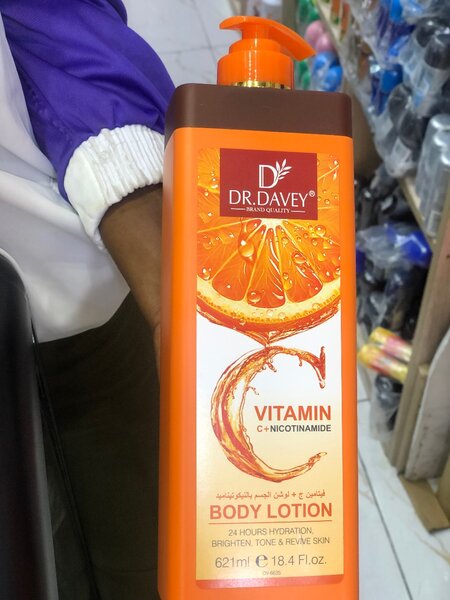 D
DR.DAVEY®
BRAND QUALITY
VITAMIN
C+NICOTINAMIDE
فيتامين ج + لوشن الجسم بالنيكوتيناميد
BODY LOTION
24 HOURS HYDRATION,
BRIGHTEN, TONE & REVIVE SKIN
621ml e 18.4 Fl.oz.